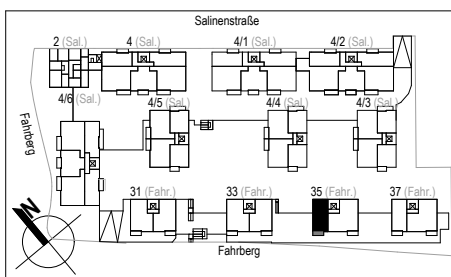 Salinenstraße
2 (Sal.) 4 (Sal.) 4/1 (Sal.) 4/2 (Sal.)
4/6 (Sal.) 4/5 (Sal.) 4/4 (Sal.) 4/3 (Sal.)
Fahrberg
31 (Fahr.) 33 (Fahr.) 35 (Fahr.) 37 (Fahr.)
N
Fahrberg